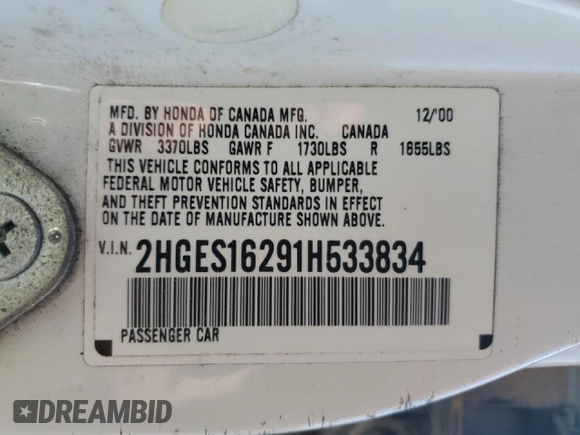 MFD. BY HONDA OF CANADA MFG. 12/'00
A DIVISION OF HONDA CANADA INC. CANADA
GVWR 3370LBS GAWR F 1730LBS R 1655LBS
THIS VEHICLE CONFORMS TO ALL APPLICABLE
FEDERAL MOTOR VEHICLE SAFETY, BUMPER,
AND THEFT PREVENTION STANDARDS IN EFFECT
ON THE DATE OF MANUFACTURE SHOWN ABOVE.
V.I.N. 2HGES16291H533834
PASSENGER CAR
DREAMBID